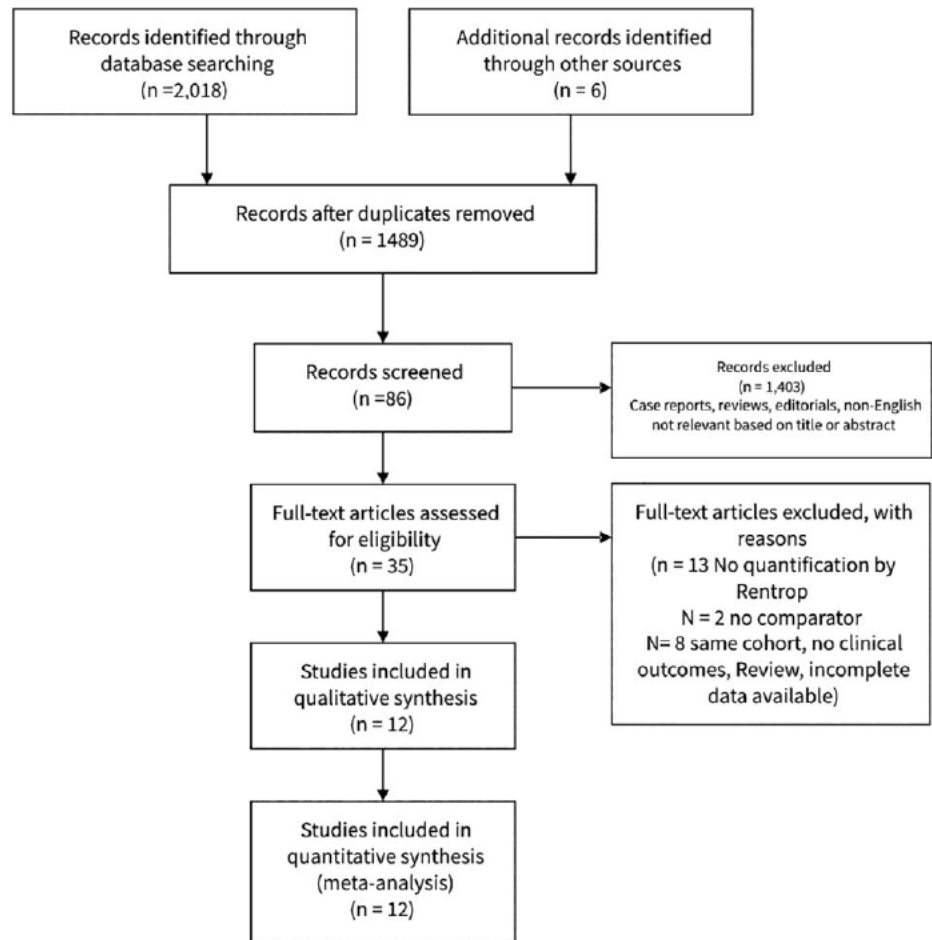 Records identified through
database searching
(n =2,018)
Additional records identified
through other sources
(n = 6)
Records after duplicates removed
(n = 1489)
Records screened
(n =86)
Records excluded
(n = 1,403)
Case reports, reviews, editorials, non-English
not relevant based on title or abstract
Full-text articles assessed
for eligibility
(n = 35)
Full-text articles excluded, with
reasons
(n = 13 No quantification by
Rentrop
N = 2 no comparator
N= 8 same cohort, no clinical
outcomes, Review, incomplete
data available)
Studies included in
qualitative synthesis
(n = 12)
Studies included in
quantitative synthesis
(meta-analysis)
(n = 12)